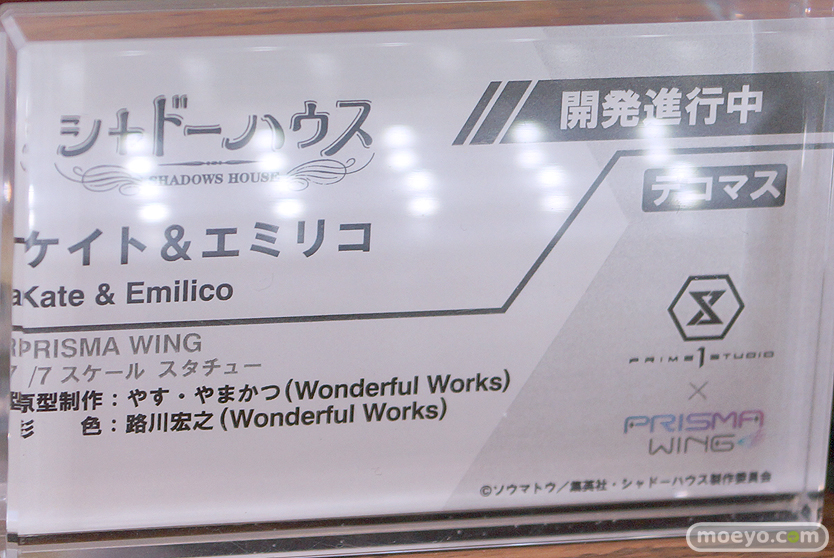 シャドーハウス
SHADOWS HOUSE
開発進行中
デコマス
ケイト＆エミリコ
Kate & Emilico
PRISMA WING
/7 スケール スタチュー
原型制作：やす・やまかつ(Wonderful Works)
彩　色：路川宏之(Wonderful Works)
PRIME 1 STUDIO
×
PRISMA WING
©ソウマトウ／集英社・シャドーハウス製作委員会
moeyo.com